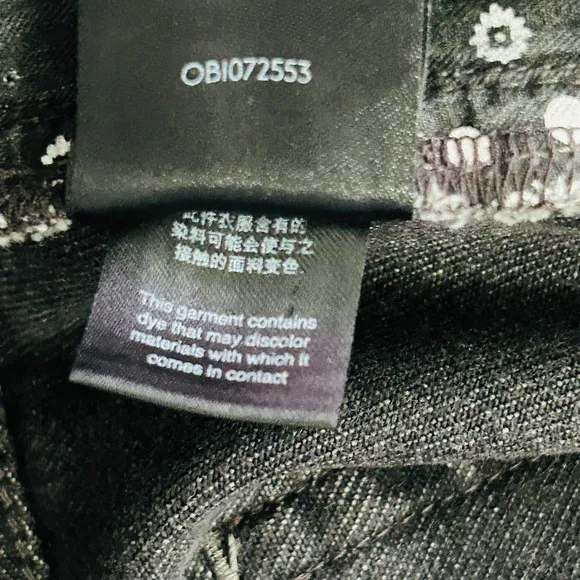 OBI072553
此件衣服含有的
染料可能会使与之
接触的面料变色.
This garment contains
dye that may discolor
materials with which it
comes in contact